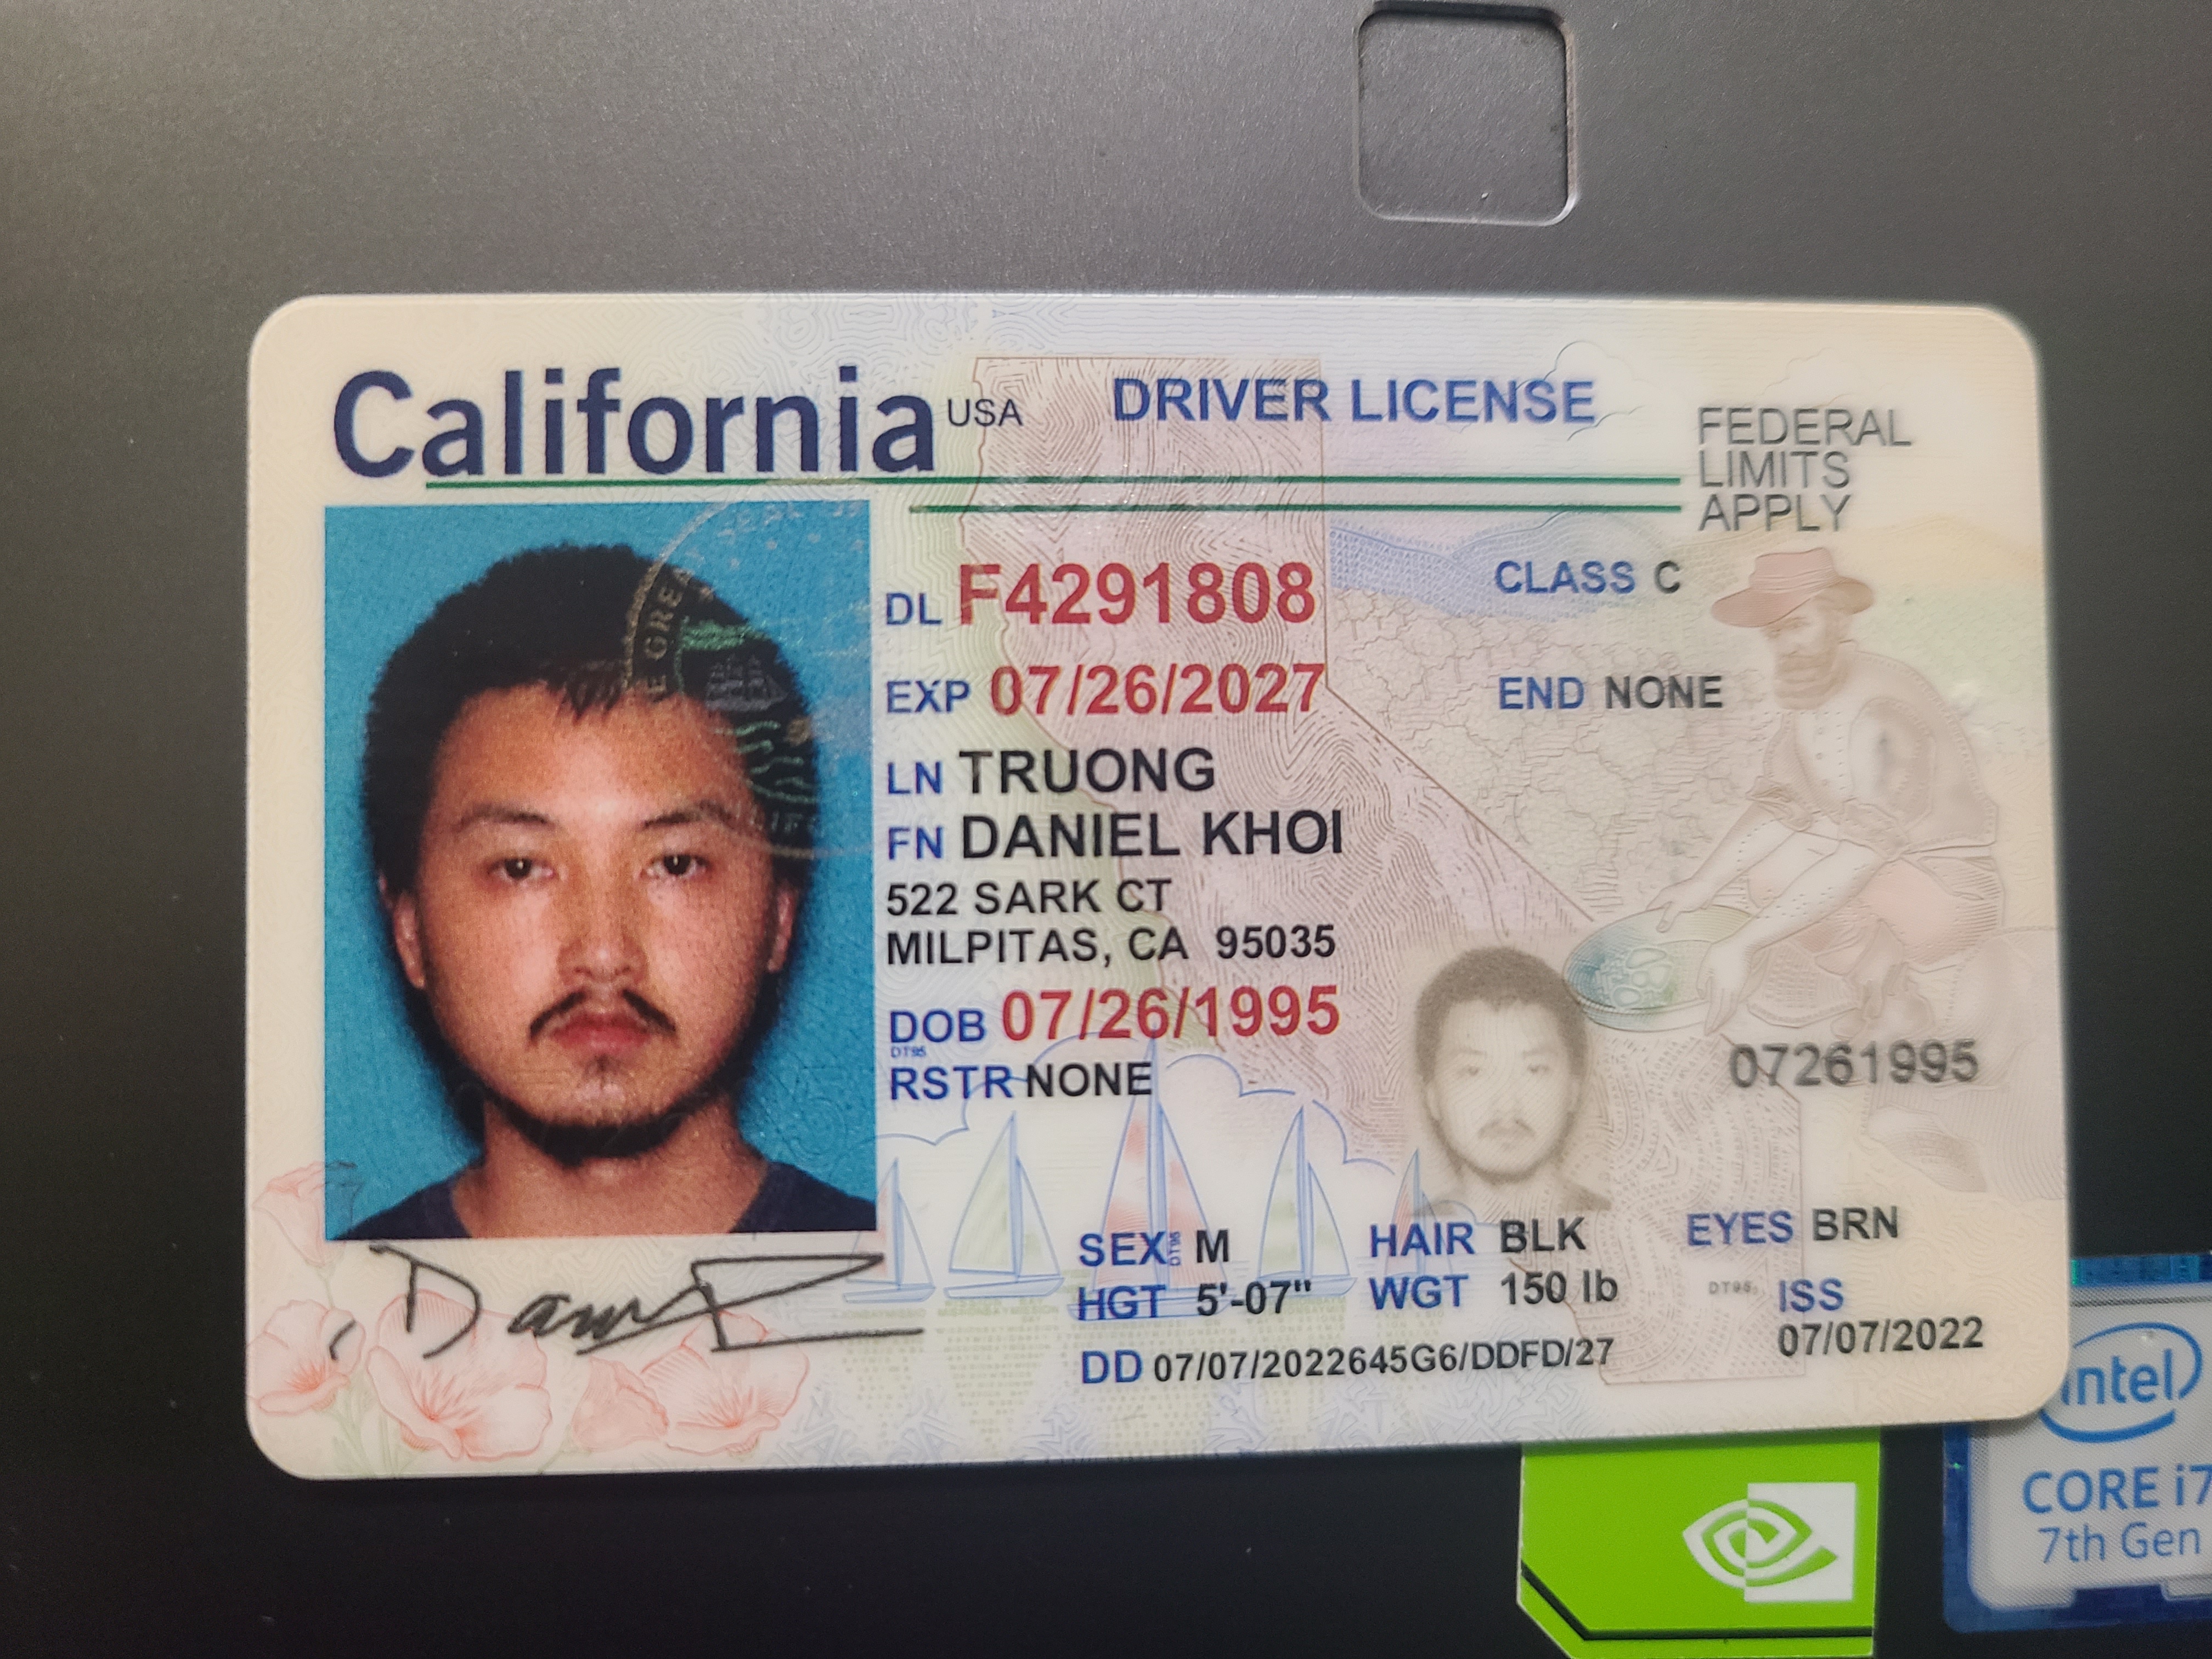 California USA DRIVER LICENSE
FEDERAL
LIMITS
APPLY
DL F4291808
CLASS C
EXP 07/26/2027
END NONE
LN TRUONG
FN DANIEL KHOI
522 SARK CT
MILPITAS, CA 95035
DOB 07/26/1995
RSTR NONE
07261995
SEX M HAIR BLK EYES BRN
HGT 5'-07" WGT 150 lb ISS
DD 07/07/2022645G6/DDFD/27 07/07/2022
intel
CORE i7
7th Gen